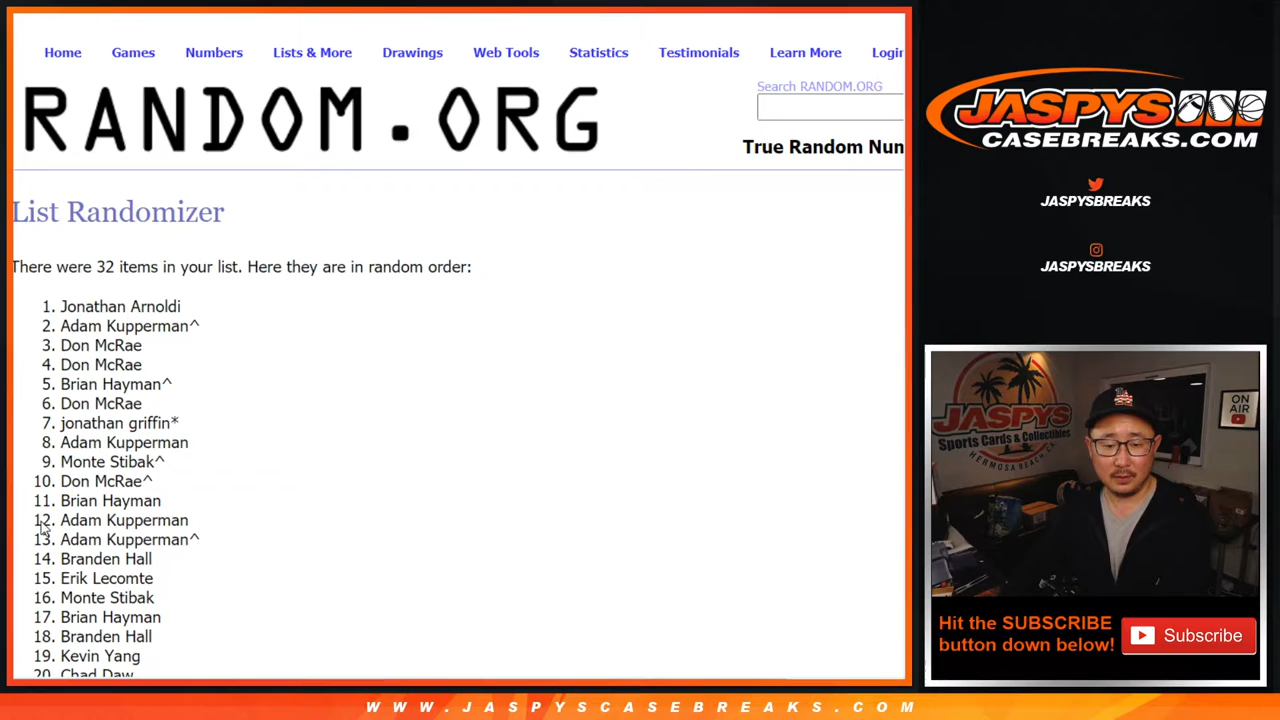 Home Games Numbers Lists & More Drawings Web Tools Statistics Testimonials Learn More Login
RANDOM.ORG
Search RANDOM.ORG
True Random Num
List Randomizer
There were 32 items in your list. Here they are in random order:
1. Jonathan Arnoldi
2. Adam Kupperman^
3. Don McRae
4. Don McRae
5. Brian Hayman^
6. Don McRae
7. jonathan griffin*
8. Adam Kupperman
9. Monte Stibak^
10. Don McRae^
11. Brian Hayman
12. Adam Kupperman
13. Adam Kupperman^
14. Branden Hall
15. Erik Lecomte
16. Monte Stibak
17. Brian Hayman
18. Branden Hall
19. Kevin Yang
20. Chad Daw
JASPYS
CASEBREAKS.COM
JASPYSBREAKS
JASPYSBREAKS
JASPYS
Sports Cards & Collectibles
HERMOSA BEACH CA
ON AIR
Hit the SUBSCRIBE
button down below!
Subscribe
WWW.JASPYSCASEBREAKS.COM